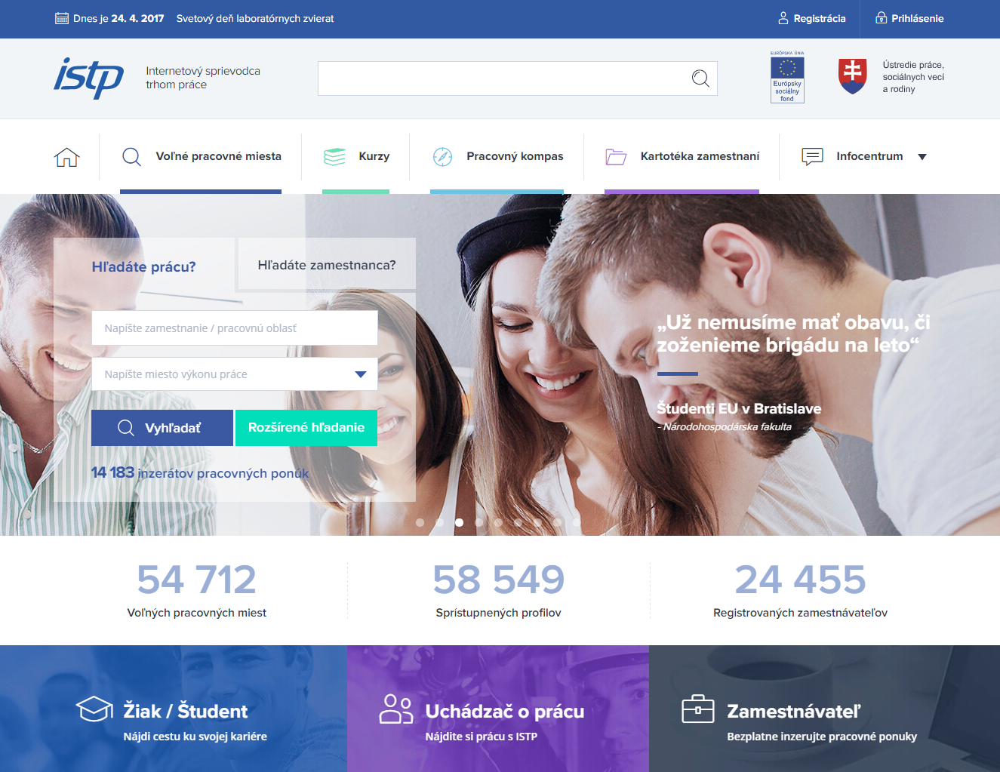 Dnes je 24. 4. 2017 Svetový deň laboratórnych zvierat
Registrácia
Prihlásenie
istp
Internetový sprievodca
trhom práce
EURÓPSKA ÚNIA
Európsky
sociálny
fond
Ústredie práce,
sociálnych vecí
a rodiny
Voľné pracovné miesta
Kurzy
Pracovný kompas
Kartotéka zamestnaní
Infocentrum
Hľadáte prácu?
Hľadáte zamestnanca?
Napíšte zamestnanie / pracovnú oblasť
Napíšte miesto výkonu práce
Vyhľadať
Rozšírené hľadanie
14 183 inzerátov pracovných ponúk
„Už nemusíme mať obavu, či
zoženieme brigádu na leto“
Študenti EU v Bratislave
- Národohospodárska fakulta
54 712
Voľných pracovných miest
58 549
Sprístupnených profilov
24 455
Registrovaných zamestnávateľov
Žiak / Študent
Nájdi cestu ku svojej kariére
Uchádzač o prácu
Nájdite si prácu s ISTP
Zamestnávateľ
Bezplatne inzerujte pracovné ponuky